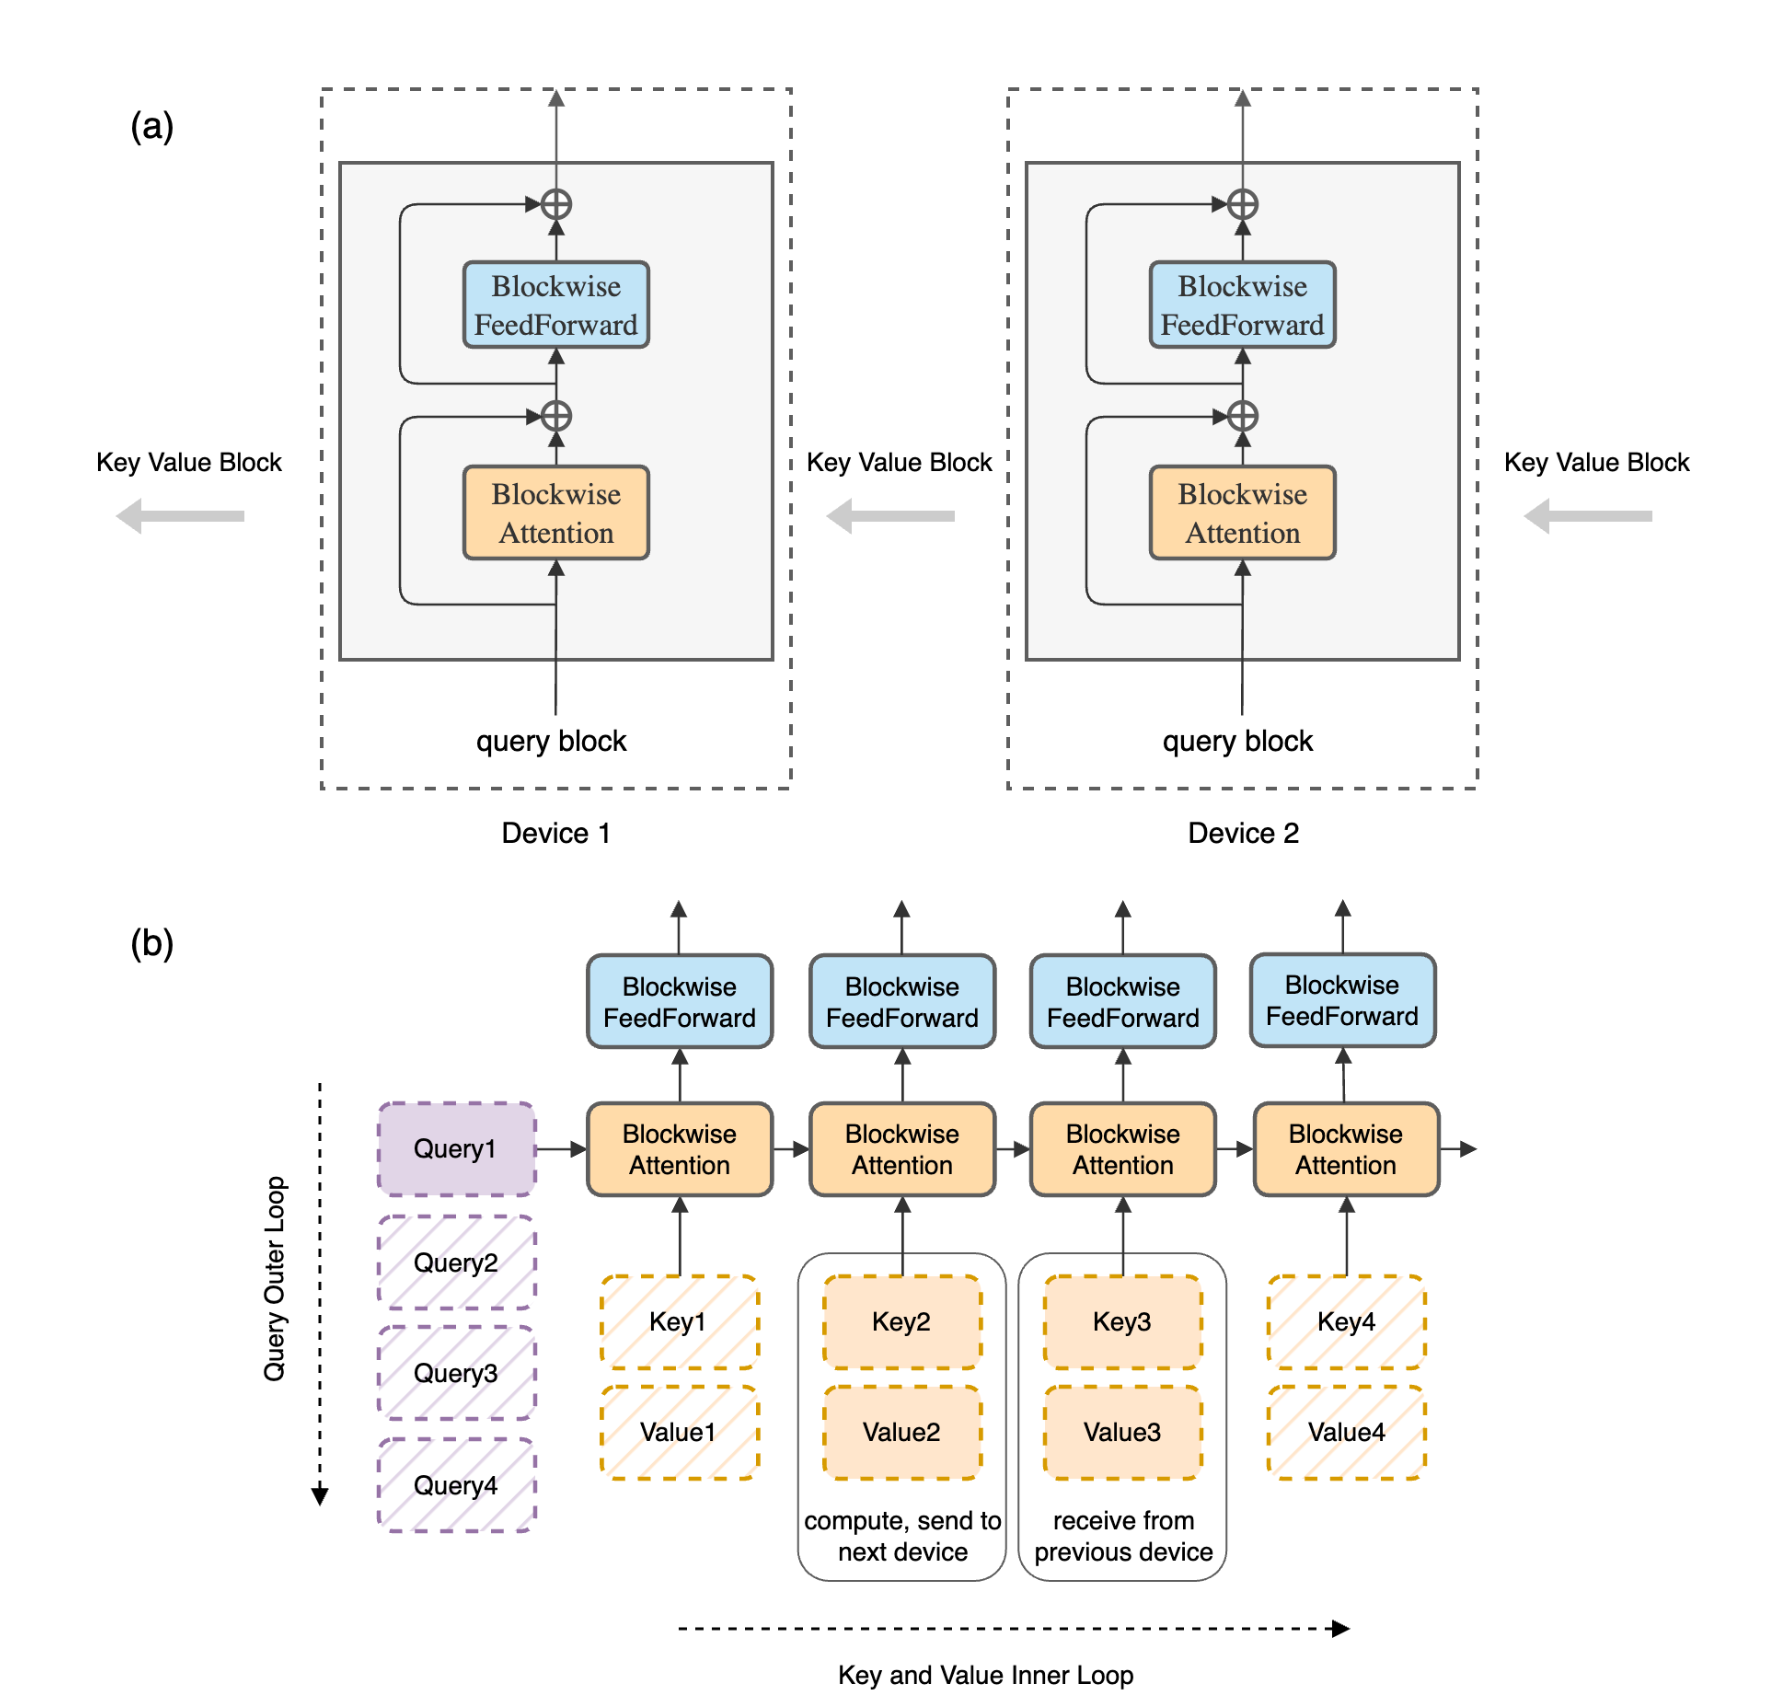 (a)
Blockwise
FeedForward
Blockwise
Attention
query block
Device 1
Blockwise
FeedForward
Blockwise
Attention
query block
Device 2
Key Value Block
Key Value Block
Key Value Block
(b)
Blockwise
FeedForward
Blockwise
FeedForward
Blockwise
FeedForward
Blockwise
FeedForward
Query Outer Loop
Query1
Query2
Query3
Query4
Blockwise
Attention
Blockwise
Attention
Blockwise
Attention
Blockwise
Attention
Key1
Value1
Key2
Value2
compute, send to
next device
Key3
Value3
receive from
previous device
Key4
Value4
Key and Value Inner Loop